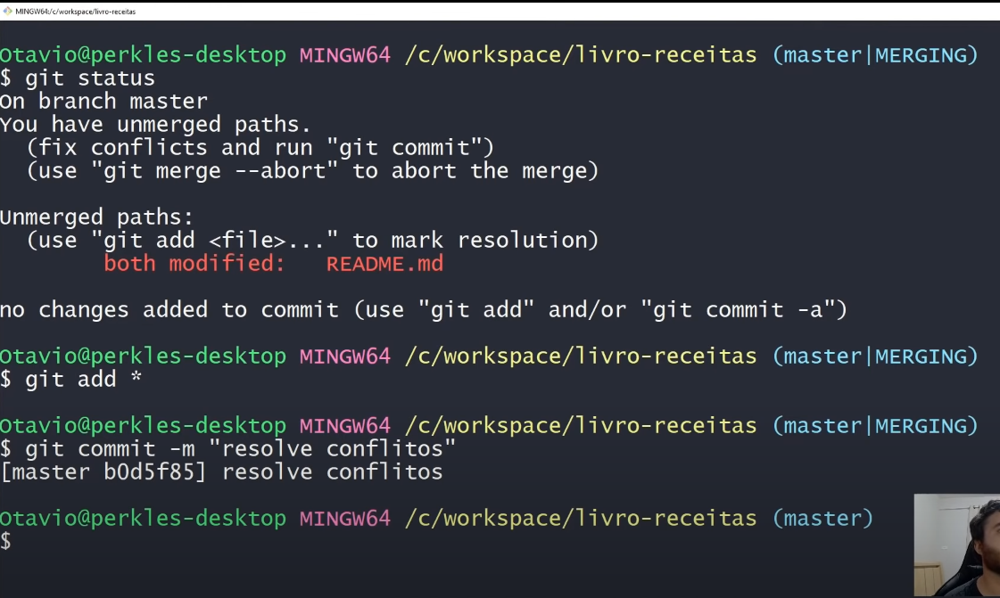 MINGW64:/c/workspace/livro-receitas
Otavio@perkles-desktop MINGW64 /c/workspace/livro-receitas (master|MERGING)
$ git status
On branch master
You have unmerged paths.
  (fix conflicts and run "git commit")
  (use "git merge --abort" to abort the merge)
Unmerged paths:
  (use "git add <file>..." to mark resolution)
        both modified:   README.md
no changes added to commit (use "git add" and/or "git commit -a")
Otavio@perkles-desktop MINGW64 /c/workspace/livro-receitas (master|MERGING)
$ git add *
Otavio@perkles-desktop MINGW64 /c/workspace/livro-receitas (master|MERGING)
$ git commit -m "resolve conflitos"
[master b0d5f85] resolve conflitos
Otavio@perkles-desktop MINGW64 /c/workspace/livro-receitas (master)
$